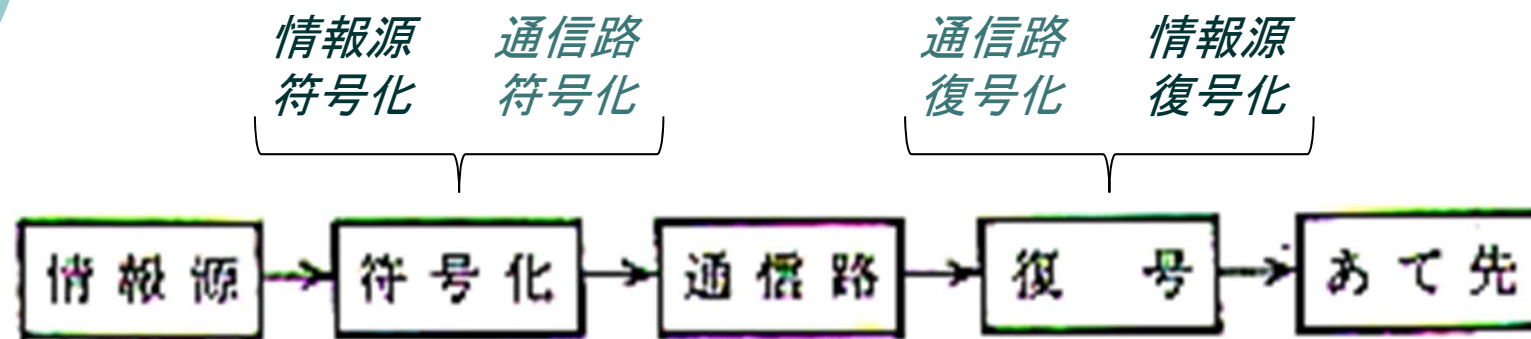 情報源 通信路 通信路 情報源
符号化 符号化 復号化 復号化
情報源 符号化 通信路 復号 あて先